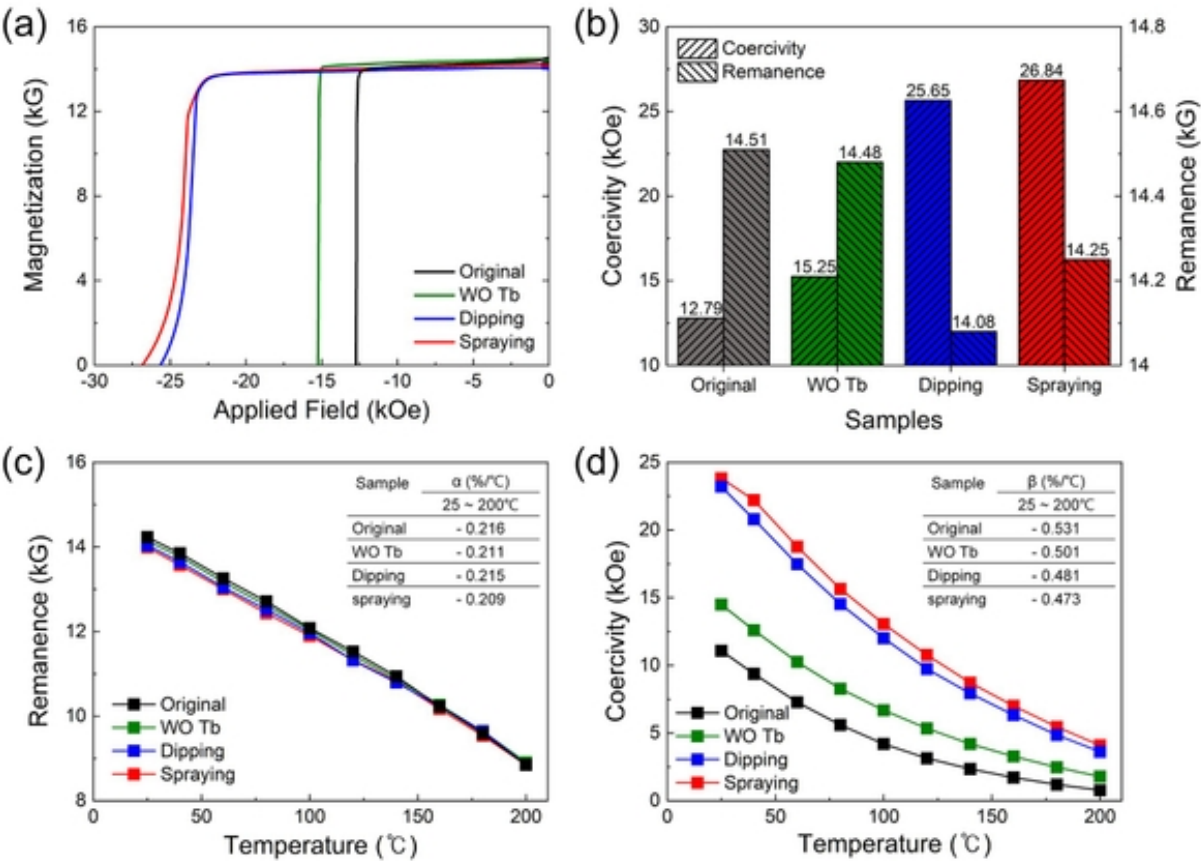 (a)
16
12
8
4
0
Magnetization (kG)
-30
-25
-20
-15
-10
-5
0
Applied Field (kOe)
Original
WO Tb
Dipping
Spraying
(b)
30
25
20
15
10
Coercivity (kOe)
Coercivity
Remanence
12.79
14.51
15.25
14.48
25.65
14.08
26.84
14.25
14.8
14.6
14.4
14.2
14
Remanence (kG)
Original
WO Tb
Dipping
Spraying
Samples
(c)
16
14
12
10
8
Remanence (kG)
Sample α (%/℃)
25 ~ 200℃
Original - 0.216
WO Tb - 0.211
Dipping - 0.215
spraying - 0.209
Original
WO Tb
Dipping
Spraying
0
50
100
150
200
Temperature (℃)
(d)
25
20
15
10
5
0
Coercivity (kOe)
Sample β (%/℃)
25 ~ 200℃
Original - 0.531
WO Tb - 0.501
Dipping - 0.481
spraying - 0.473
Original
WO Tb
Dipping
Spraying
0
50
100
150
200
Temperature (℃)